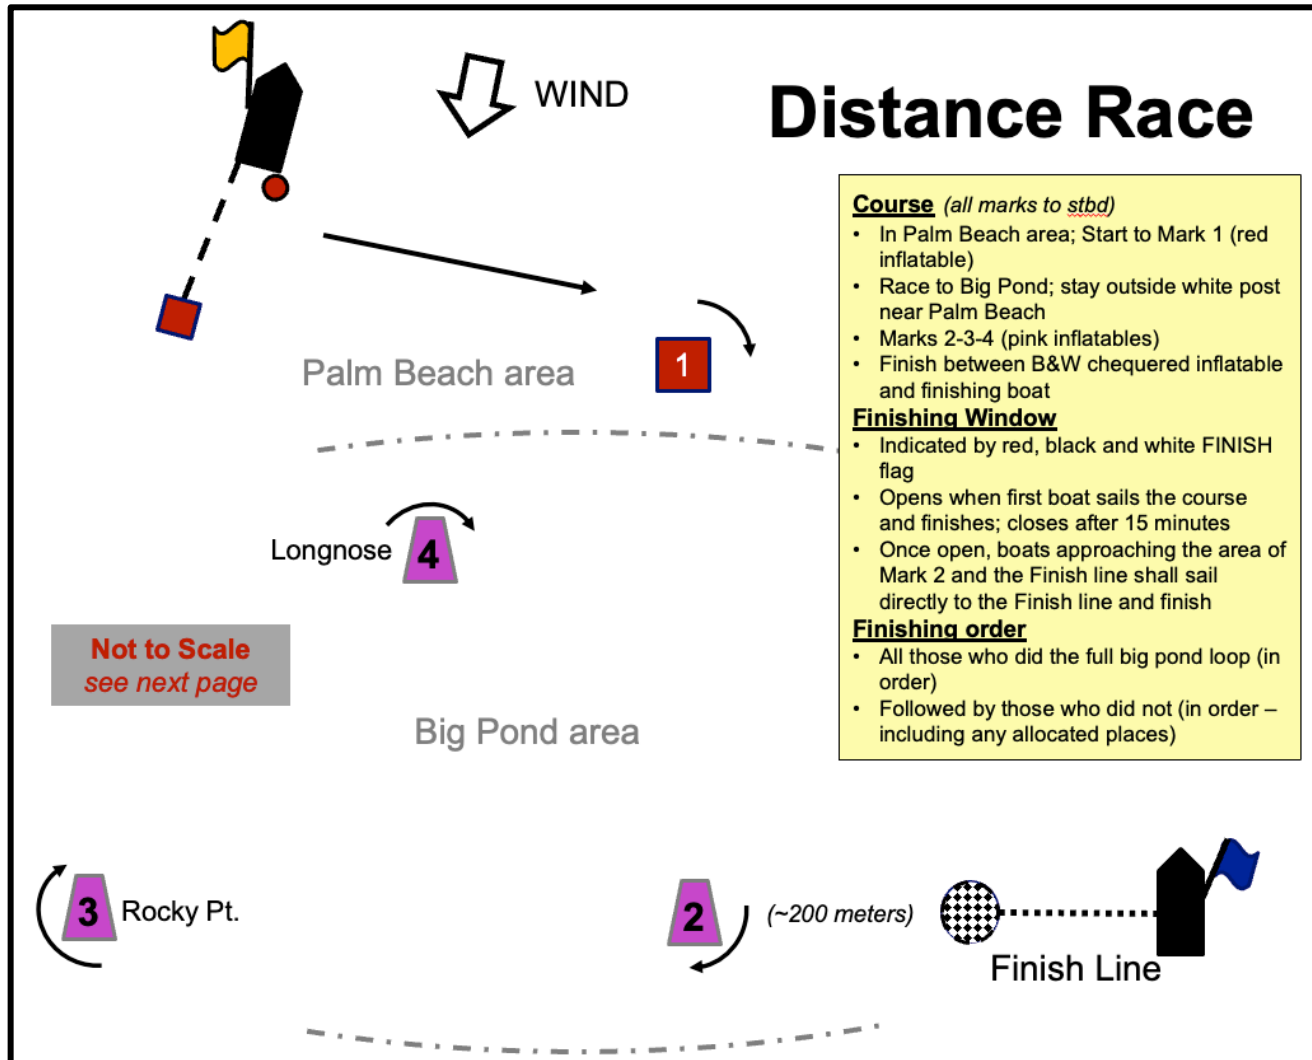 WIND
Distance Race
Course (all marks to stbd)
• In Palm Beach area; Start to Mark 1 (red
inflatable)
• Race to Big Pond; stay outside white post
near Palm Beach
• Marks 2-3-4 (pink inflatables)
• Finish between B&W chequered inflatable
and finishing boat
Finishing Window
• Indicated by red, black and white FINISH
flag
• Opens when first boat sails the course
and finishes; closes after 15 minutes
• Once open, boats approaching the area of
Mark 2 and the Finish line shall sail
directly to the Finish line and finish
Finishing order
• All those who did the full big pond loop (in
order)
• Followed by those who did not (in order –
including any allocated places)
1
Palm Beach area
Longnose
4
Not to Scale
see next page
Big Pond area
3
Rocky Pt.
2
(~200 meters)
Finish Line